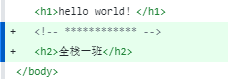 <h1>hello world! </h1>
+ <!-- ************ -->
+ <h2>全栈一班</h2>
</body>